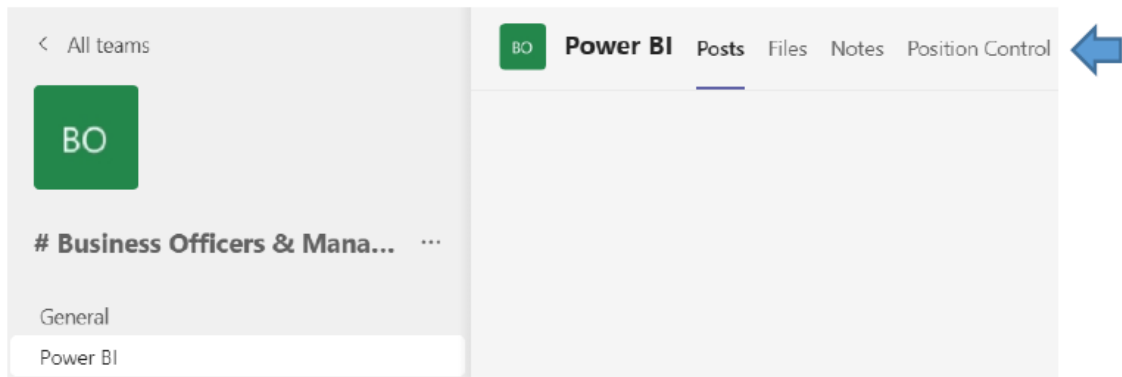 All teams
BO
# Business Officers & Mana... ...
General
Power BI
BO Power BI Posts Files Notes Position Control